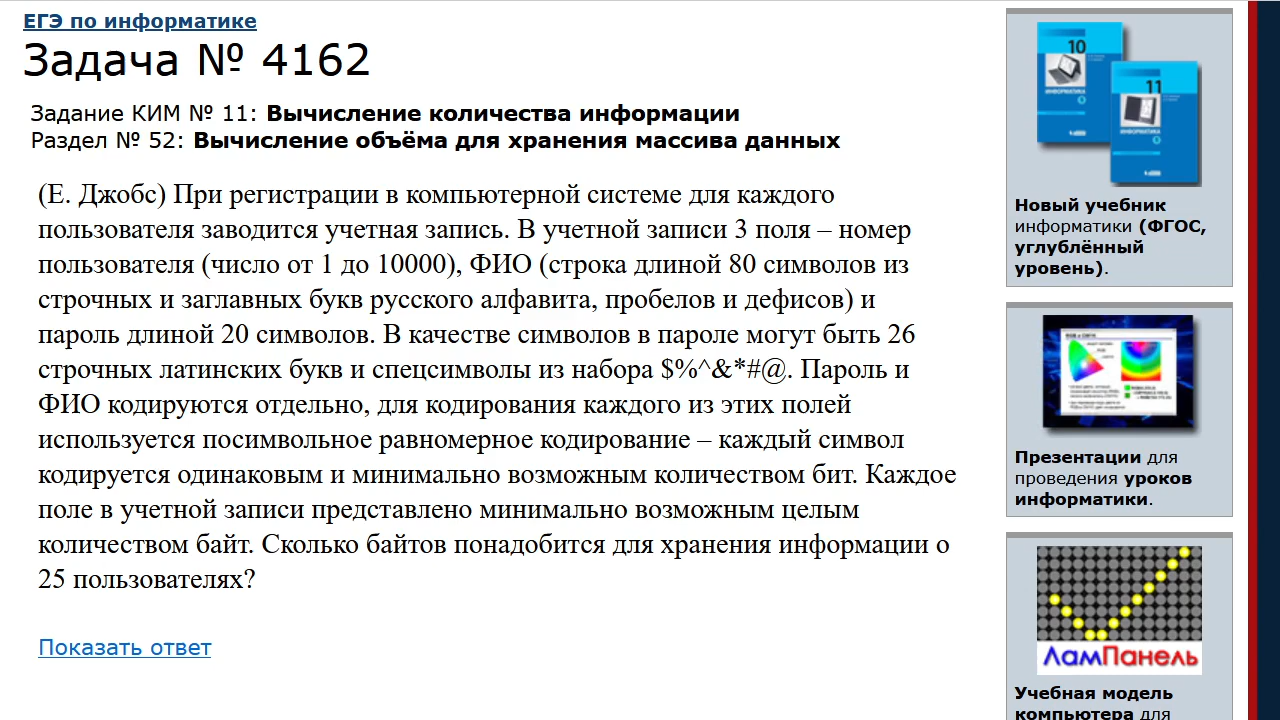 ЕГЭ по информатике
Задача № 4162
Задание КИМ № 11: Вычисление количества информации
Раздел № 52: Вычисление объёма для хранения массива данных
(Е. Джобс) При регистрации в компьютерной системе для каждого
пользователя заводится учетная запись. В учетной записи 3 поля – номер
пользователя (число от 1 до 10000), ФИО (строка длиной 80 символов из
строчных и заглавных букв русского алфавита, пробелов и дефисов) и
пароль длиной 20 символов. В качестве символов в пароле могут быть 26
строчных латинских букв и спецсимволы из набора $%^&*#@. Пароль и
ФИО кодируются отдельно, для кодирования каждого из этих полей
используется посимвольное равномерное кодирование – каждый символ
кодируется одинаковым и минимально возможным количеством бит. Каждое
поле в учетной записи представлено минимально возможным целым
количеством байт. Сколько байтов понадобится для хранения информации о
25 пользователях?
Показать ответ
10
ИНФОРМАТИКА
11
ИНФОРМАТИКА
Новый учебник
информатики (ФГОС,
углублённый
уровень).
Презентации для
проведения уроков
информатики.
ЛамПанель
Учебная модель
компьютера для